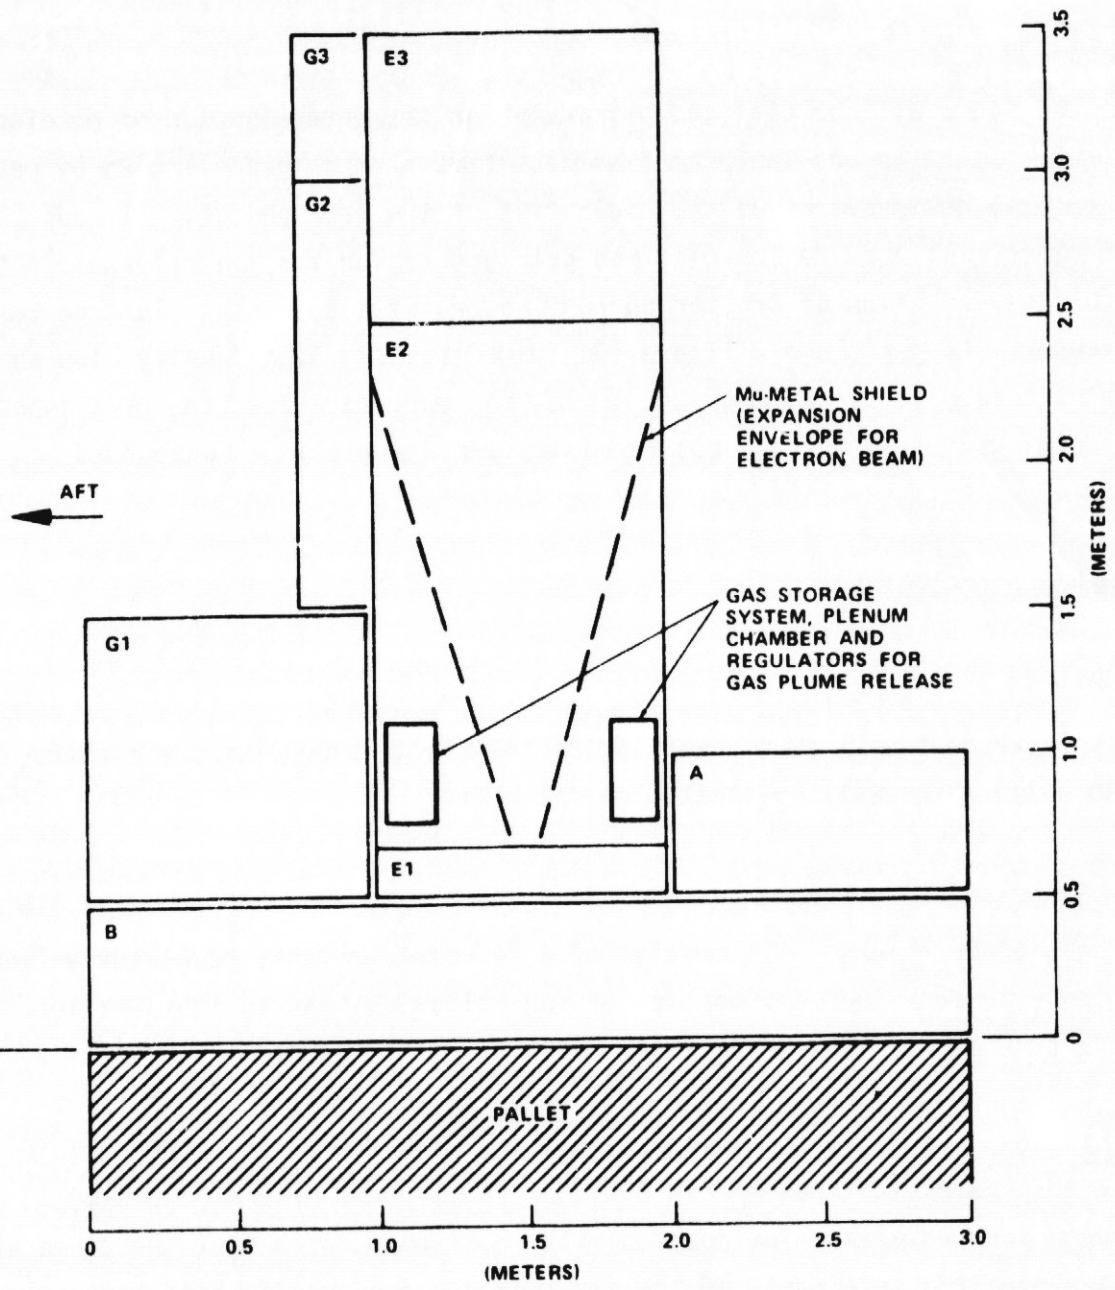 G3
E3
3.5
G2
3.0
E2
2.5
Mu-METAL SHIELD
(EXPANSION
ENVELOPE FOR
ELECTRON BEAM)
2.0
AFT
(METERS)
GAS STORAGE
SYSTEM, PLENUM
CHAMBER AND
REGULATORS FOR
GAS PLUME RELEASE
1.5
G1
1.0
A
E1
0.5
B
0
PALLET
0 0.5 1.0 1.5 2.0 2.5 3.0
(METERS)